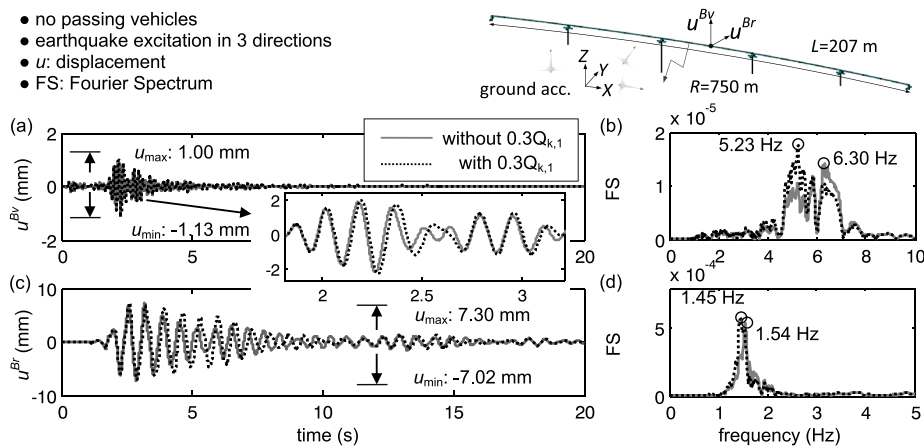 ● no passing vehicles
● earthquake excitation in 3 directions
● u: displacement
● FS: Fourier Spectrum
u^Bv
u^Br
L=207 m
R=750 m
Z
Y
X
ground acc.
(a)
2
0
-2
u^Bv (mm)
u_max: 1.00 mm
u_min: -1,13 mm
without 0.3Q_k,1
with 0.3Q_k,1
0
5
20
2
0
-2
2
2.5
3
(b)
x 10^-5
2
1
0
FS
5.23 Hz
6.30 Hz
0
2
4
6
8
10
(c)
10
0
-10
u^Br (mm)
u_max: 7.30 mm
u_min: -7.02 mm
0
5
10
15
20
time (s)
(d)
x 10^-4
5
0
FS
1.45 Hz
1.54 Hz
0
1
2
3
4
5
frequency (Hz)